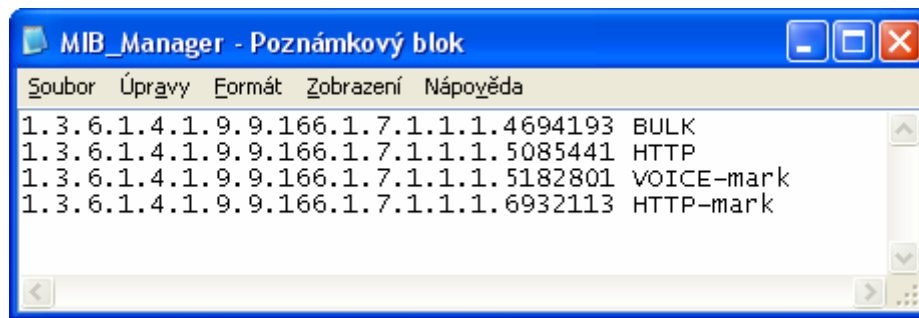 MIB_Manager - Poznámkový blok
Soubor Úpravy Formát Zobrazení Nápověda
1.3.6.1.4.1.9.9.166.1.7.1.1.1.4694193 BULK
1.3.6.1.4.1.9.9.166.1.7.1.1.1.5085441 HTTP
1.3.6.1.4.1.9.9.166.1.7.1.1.1.5182801 VOICE-mark
1.3.6.1.4.1.9.9.166.1.7.1.1.1.6932113 HTTP-mark